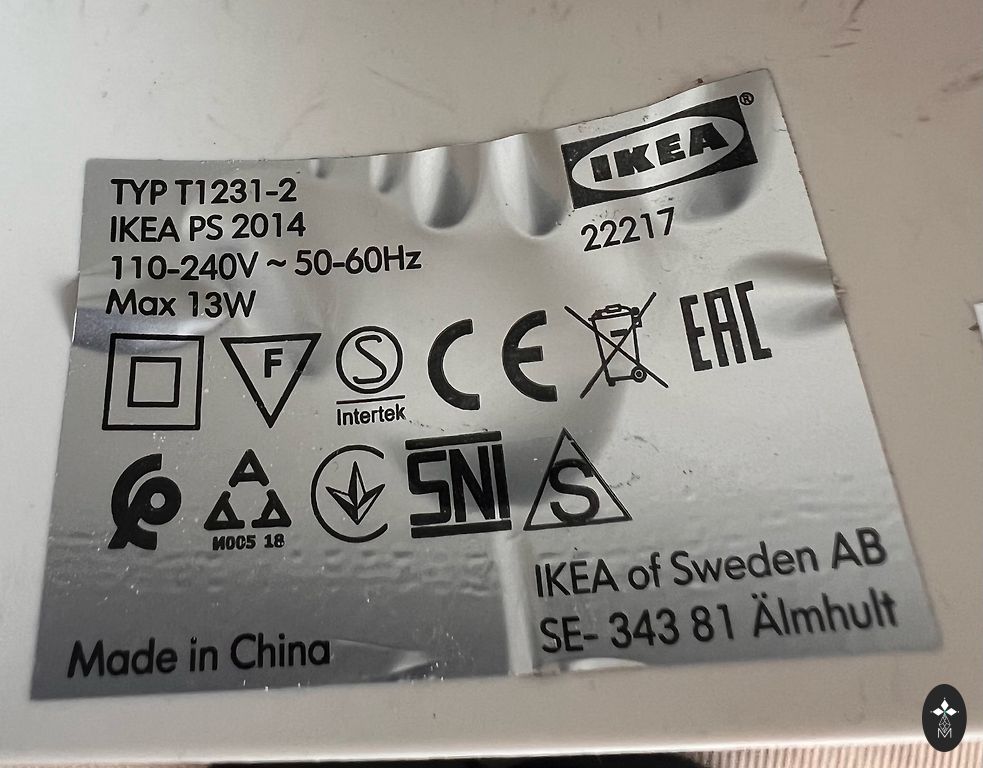 IKEA®
22217
TYP T1231-2
IKEA PS 2014
110-240V ~ 50-60Hz
Max 13W
F
S
Intertek
CE
EAC
SNI
S
ИОС5 18
IKEA of Sweden AB
SE- 343 81 Älmhult
Made in China
M